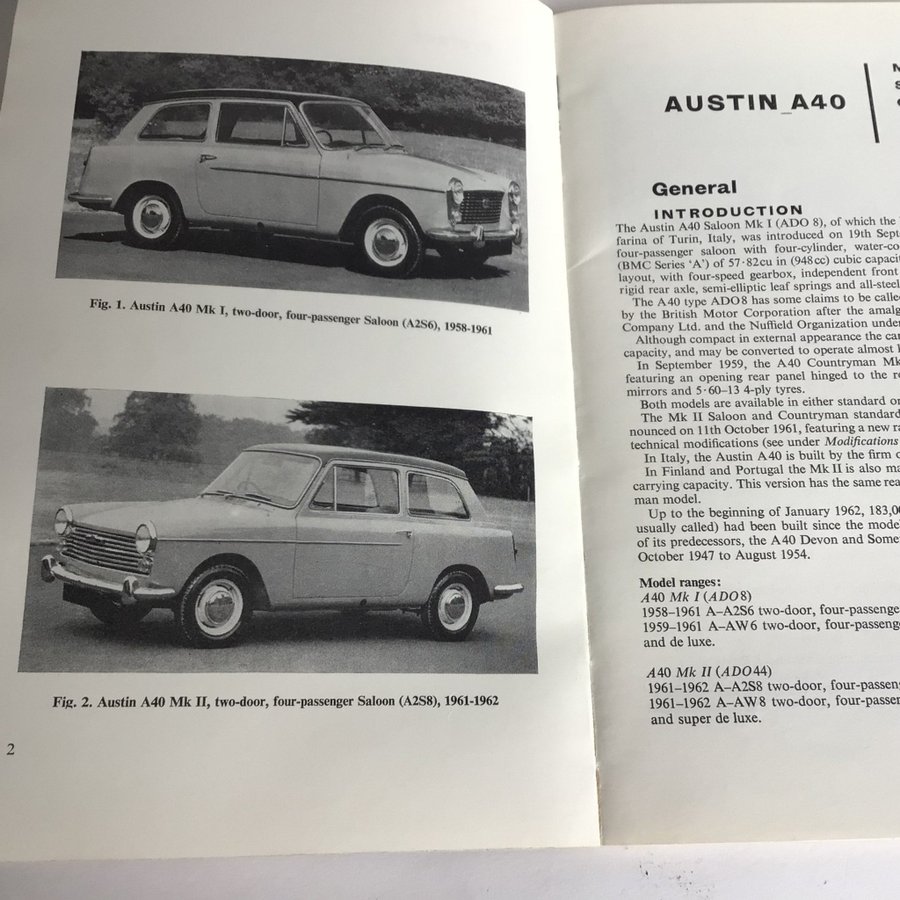 Fig. 1. Austin A40 Mk I, two-door, four-passenger Saloon (A2S6), 1958-1961
Fig. 2. Austin A40 Mk II, two-door, four-passenger Saloon (A2S8), 1961-1962
2
AUSTIN A40
General
INTRODUCTION
The Austin A40 Saloon Mk I (ADO 8), of which the
farina of Turin, Italy, was introduced on 19th Sept
four-passenger saloon with four-cylinder, water-co
(BMC Series 'A') of 57·82cu in (948cc) cubic capacit
layout, with four-speed gearbox, independent front
rigid rear axle, semi-elliptic leaf springs and all-steel
The A40 type ADO8 has some claims to be called
by the British Motor Corporation after the amalg
Company Ltd. and the Nuffield Organization under
Although compact in external appearance the car
capacity, and may be converted to operate almost
In September 1959, the A40 Countryman Mk
featuring an opening rear panel hinged to the ro
mirrors and 5·60–13 4-ply tyres.
Both models are available in either standard or
The Mk II Saloon and Countryman standard
nounced on 11th October 1961, featuring a new ra
technical modifications (see under Modifications
In Italy, the Austin A40 is built by the firm o
In Finland and Portugal the Mk II is also ma
carrying capacity. This version has the same rea
man model.
Up to the beginning of January 1962, 183,00
usually called) had been built since the mode
of its predecessors, the A40 Devon and Some
October 1947 to August 1954.
Model ranges:
A40 Mk I (ADO8)
1958–1961 A–A2S6 two-door, four-passenge
1959–1961 A–AW6 two-door, four-passeng
and de luxe.
A40 Mk II (ADO44)
1961–1962 A–A2S8 two-door, four-passen
1961–1962 A–AW8 two-door, four-passer
and super de luxe.